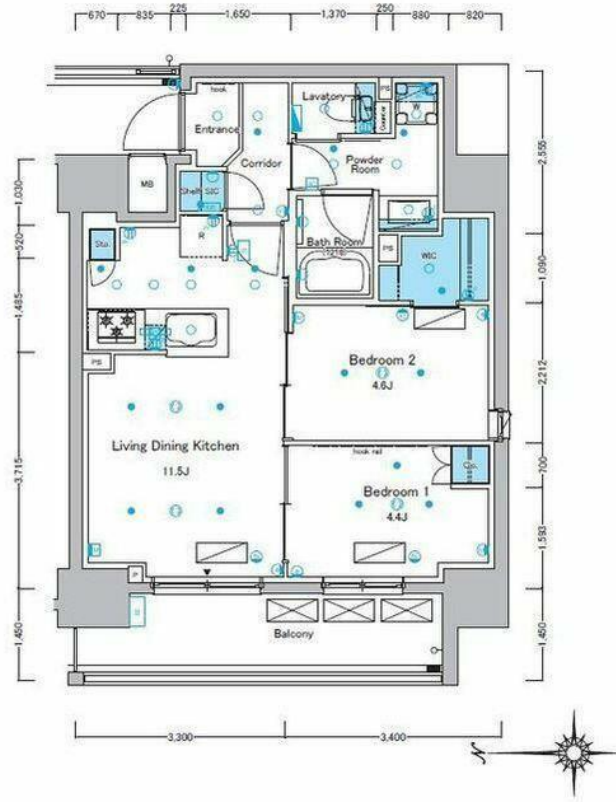 670 835 225 1,650 1,370 250 880 820
hook
Lavatory
PS
W
Entrance
Counter
Corridor
Powder
Room
2,555
MB
Shelf SIC
1,030
520
Sto.
R
Bath Room
(1216)
PS
WIC
1,090
1,485
PS
Bedroom 2
4.6J
2,212
Living Dining Kitchen
11.5J
hook rail
Clo.
700
3,715
Bedroom 1
4.4J
1,593
P
Balcony
1,450
1,450
3,300 3,400
N